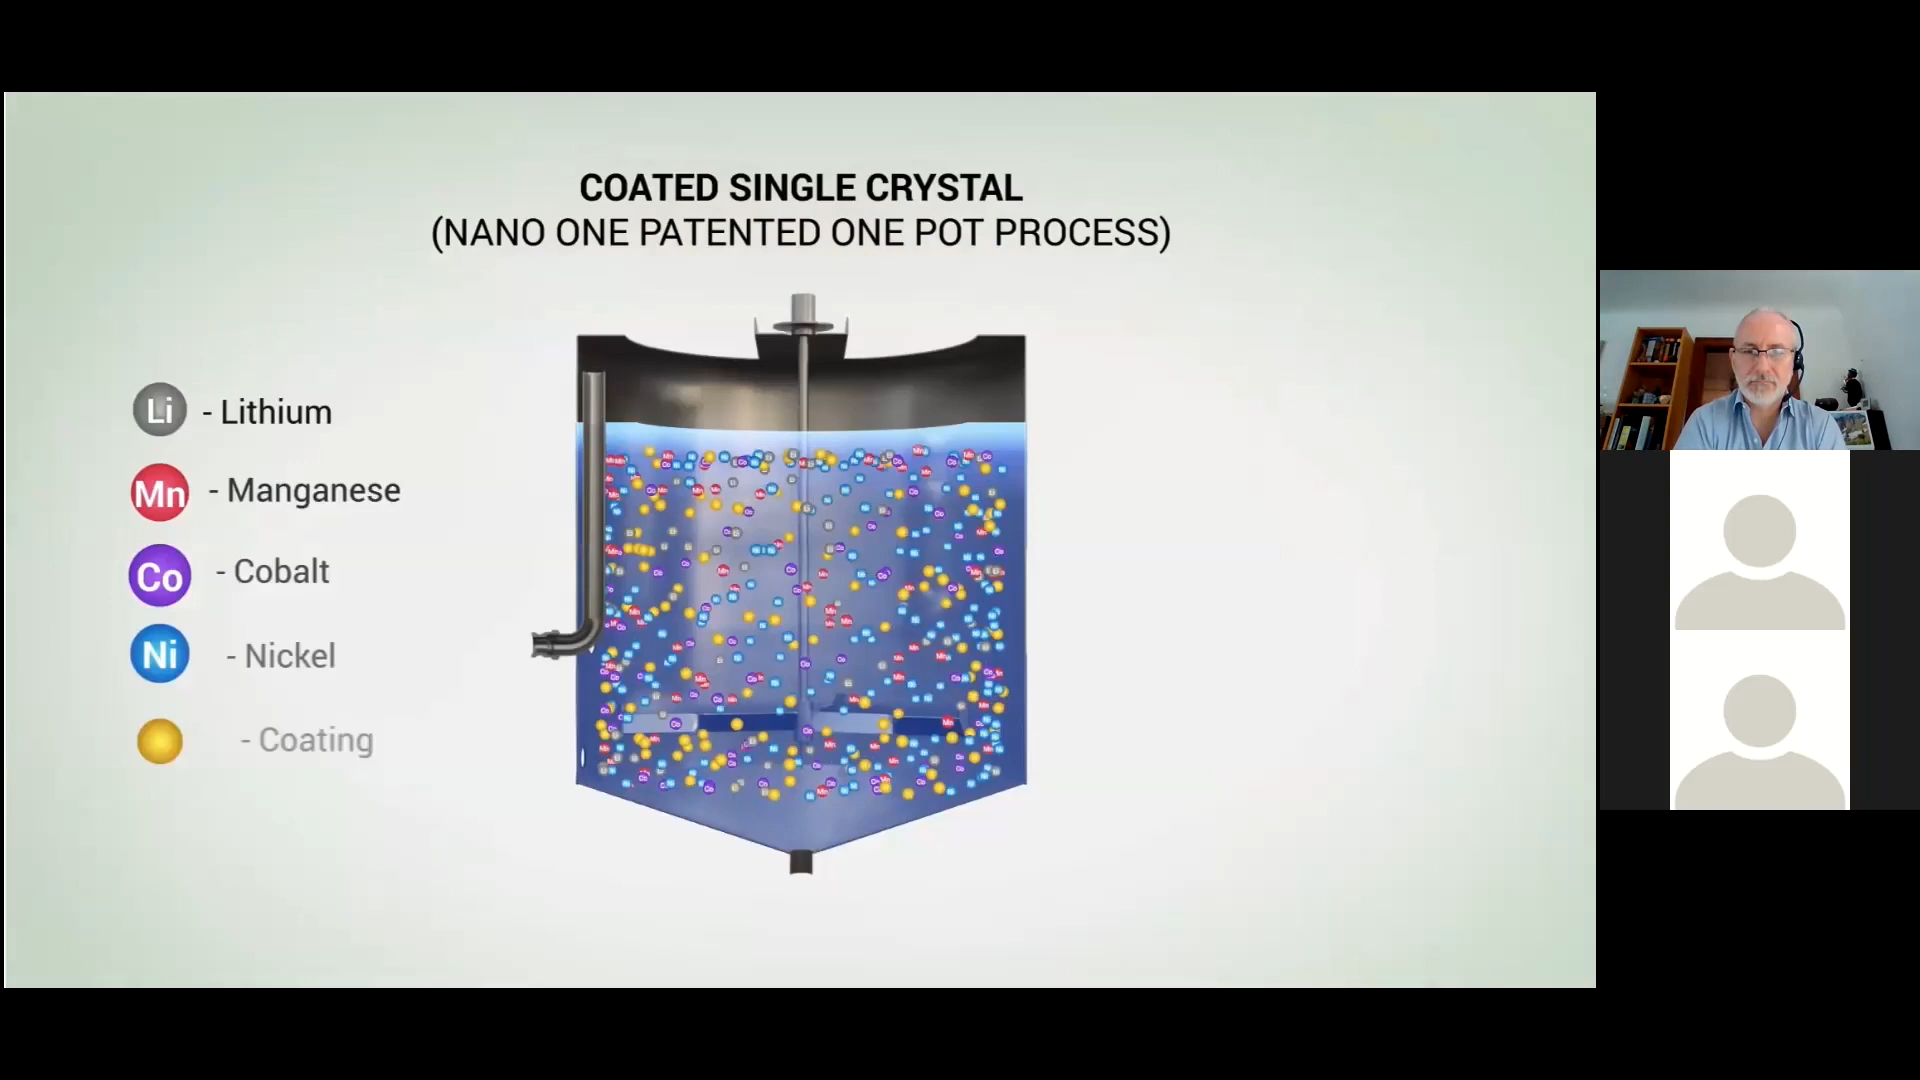 COATED SINGLE CRYSTAL
(NANO ONE PATENTED ONE POT PROCESS)
Li - Lithium
Mn - Manganese
Co - Cobalt
Ni - Nickel
- Coating